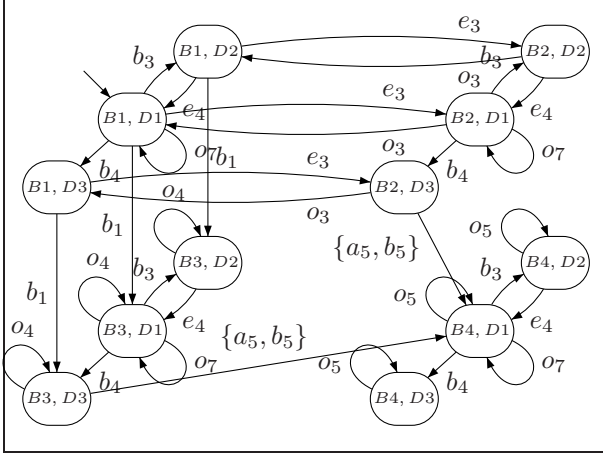 e₃
B1, D2
B2, D2
b₃
b₃
o₃
e₃
e₄
e₄
B1, D1
B2, D1
o₇
b₁
o₃
o₇
b₄
e₃
b₄
B1, D3
B2, D3
o₄
o₃
b₁
{a₅, b₅}
o₅
o₄
b₃
B3, D2
b₃
B4, D2
b₁
o₅
e₄
e₄
o₄
B3, D1
{a₅, b₅}
B4, D1
o₇
o₅
o₇
b₄
b₄
B3, D3
B4, D3